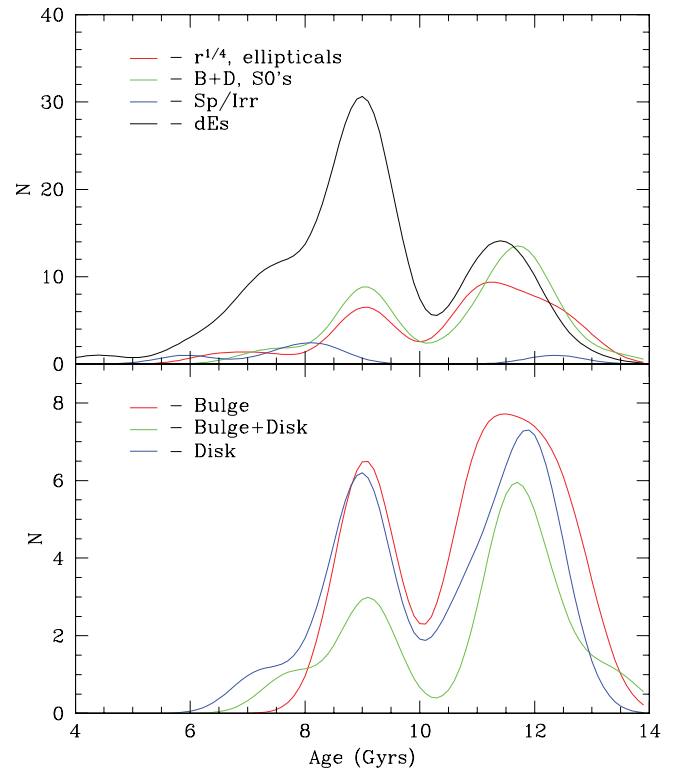 40
– r1/4, ellipticals
– B+D, S0's
– Sp/Irr
– dEs
30
N
20
10
0
8
– Bulge
– Bulge+Disk
– Disk
6
N
4
2
0
4 6 8 10 12 14
Age (Gyrs)